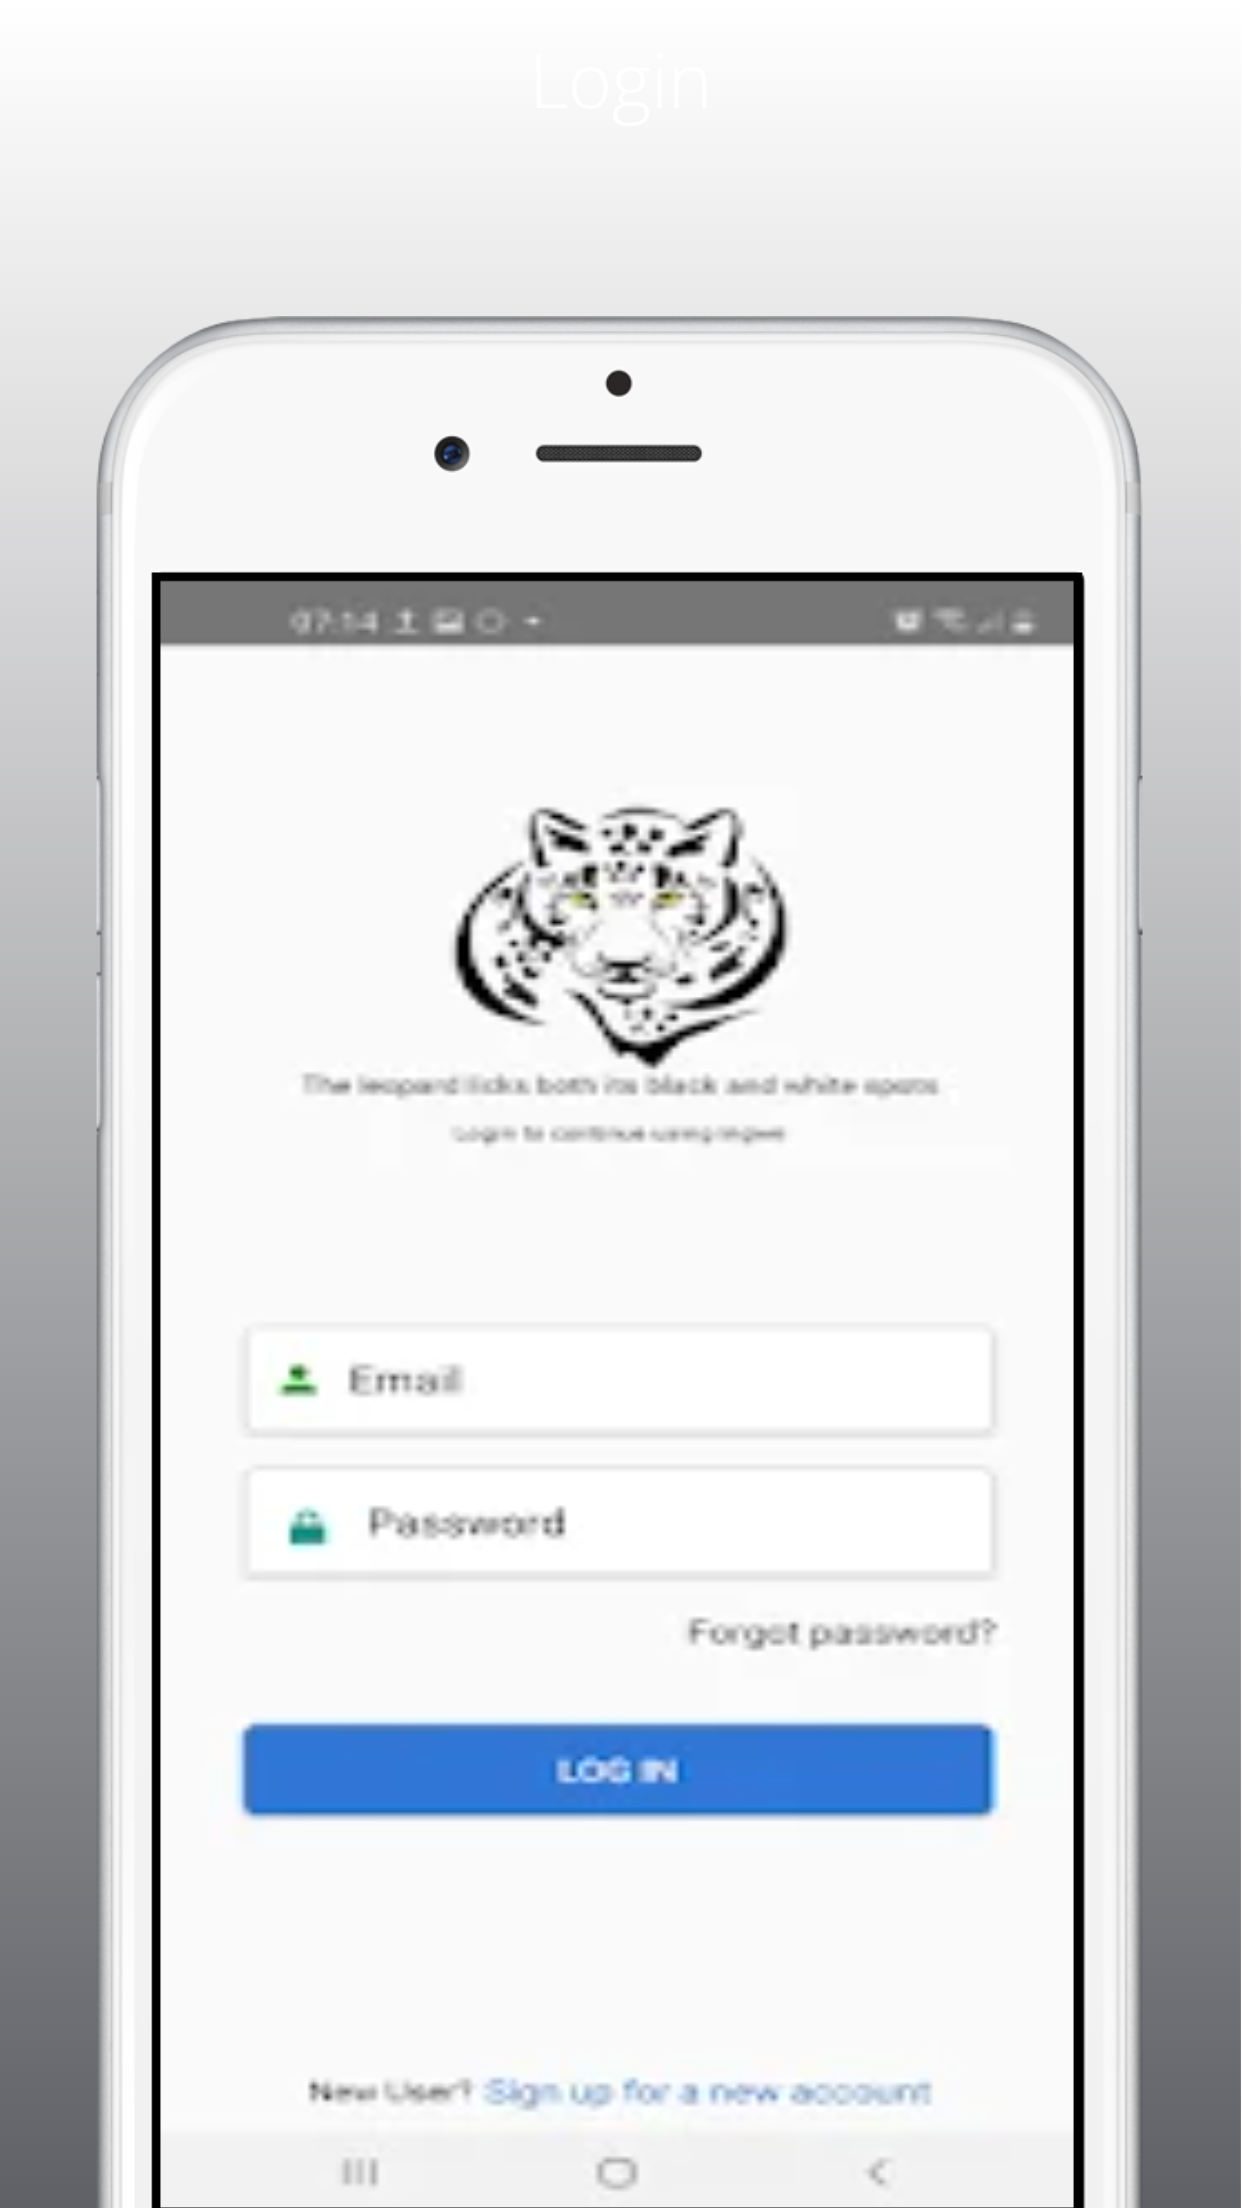 Login
07:14
The leopard licks both its black and white spots
Login to continue using Ingwe
Email
Password
Forgot password?
LOG IN
New User? Sign up for a new account